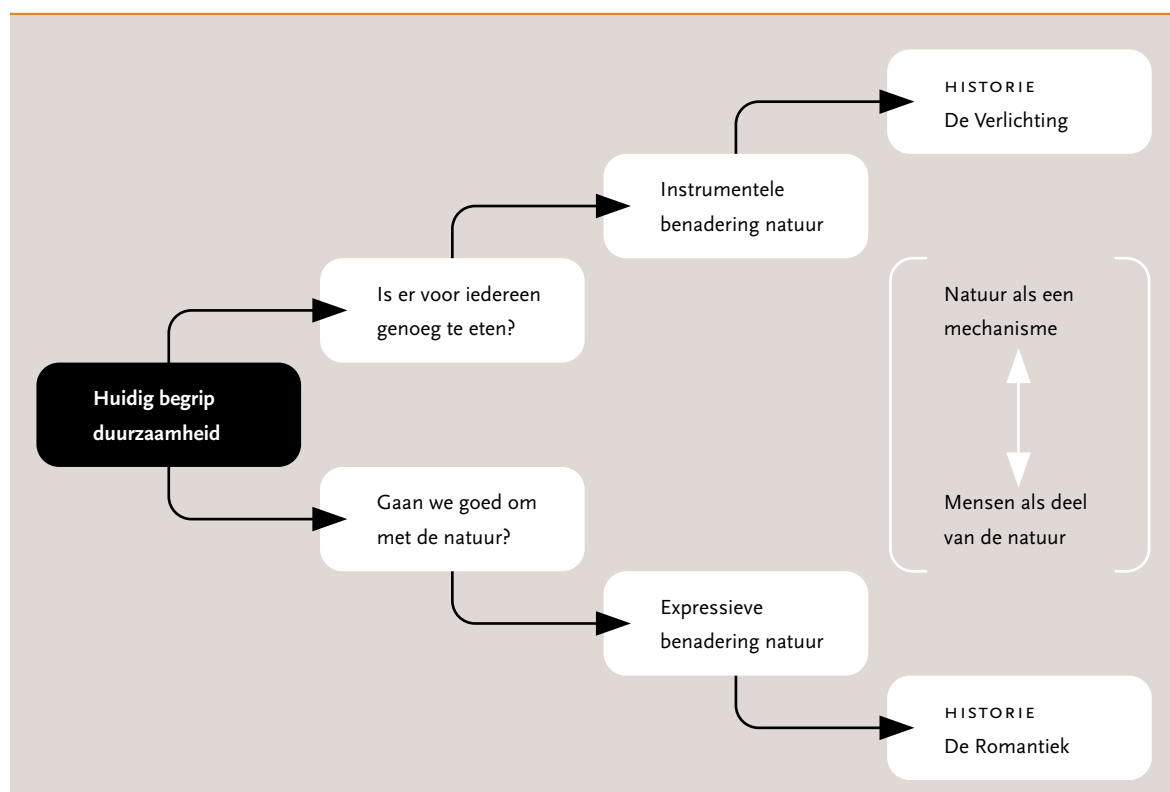 HISTORIE
De Verlichting
Instrumentele
benadering natuur
Is er voor iedereen
genoeg te eten?
Natuur als een
mechanisme
Huidig begrip
duurzaamheid
Gaan we goed om
met de natuur?
Mensen als deel
van de natuur
Expressieve
benadering natuur
HISTORIE
De Romantiek